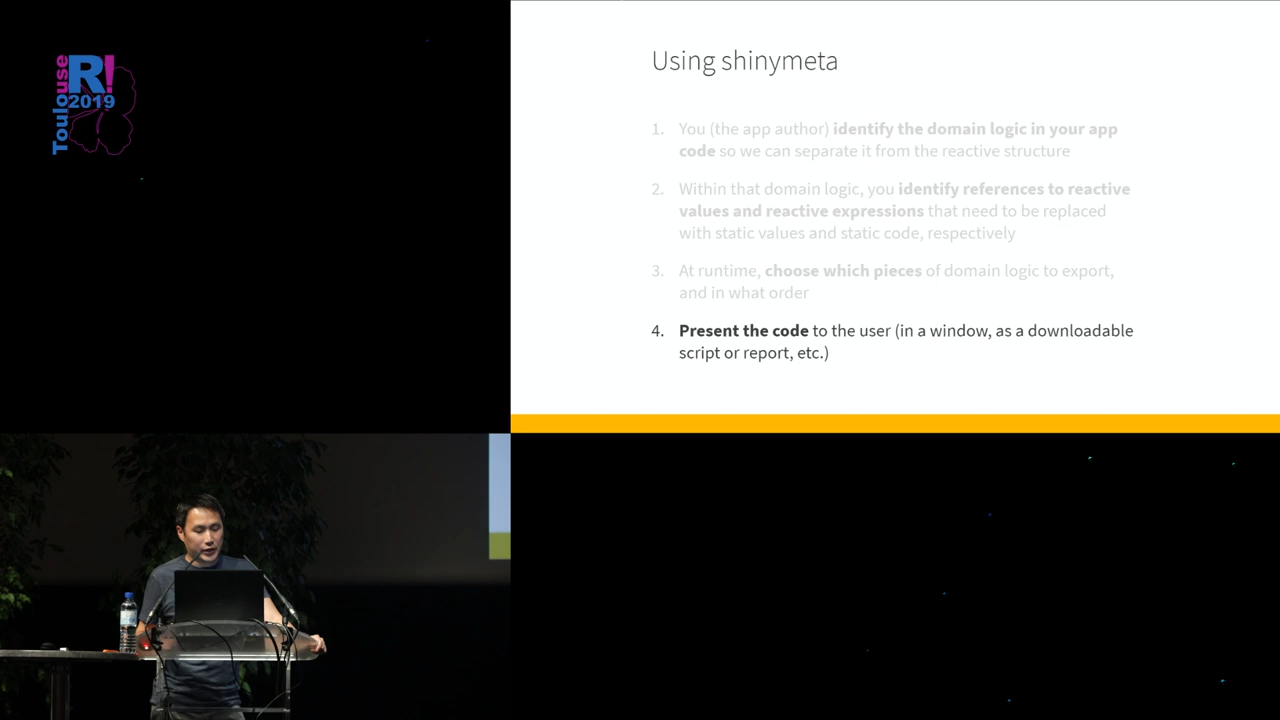 Toulouse
R!
2019
Using shinymeta
1. You (the app author) identify the domain logic in your app
code so we can separate it from the reactive structure
2. Within that domain logic, you identify references to reactive
values and reactive expressions that need to be replaced
with static values and static code, respectively
3. At runtime, choose which pieces of domain logic to export,
and in what order
4. Present the code to the user (in a window, as a downloadable
script or report, etc.)